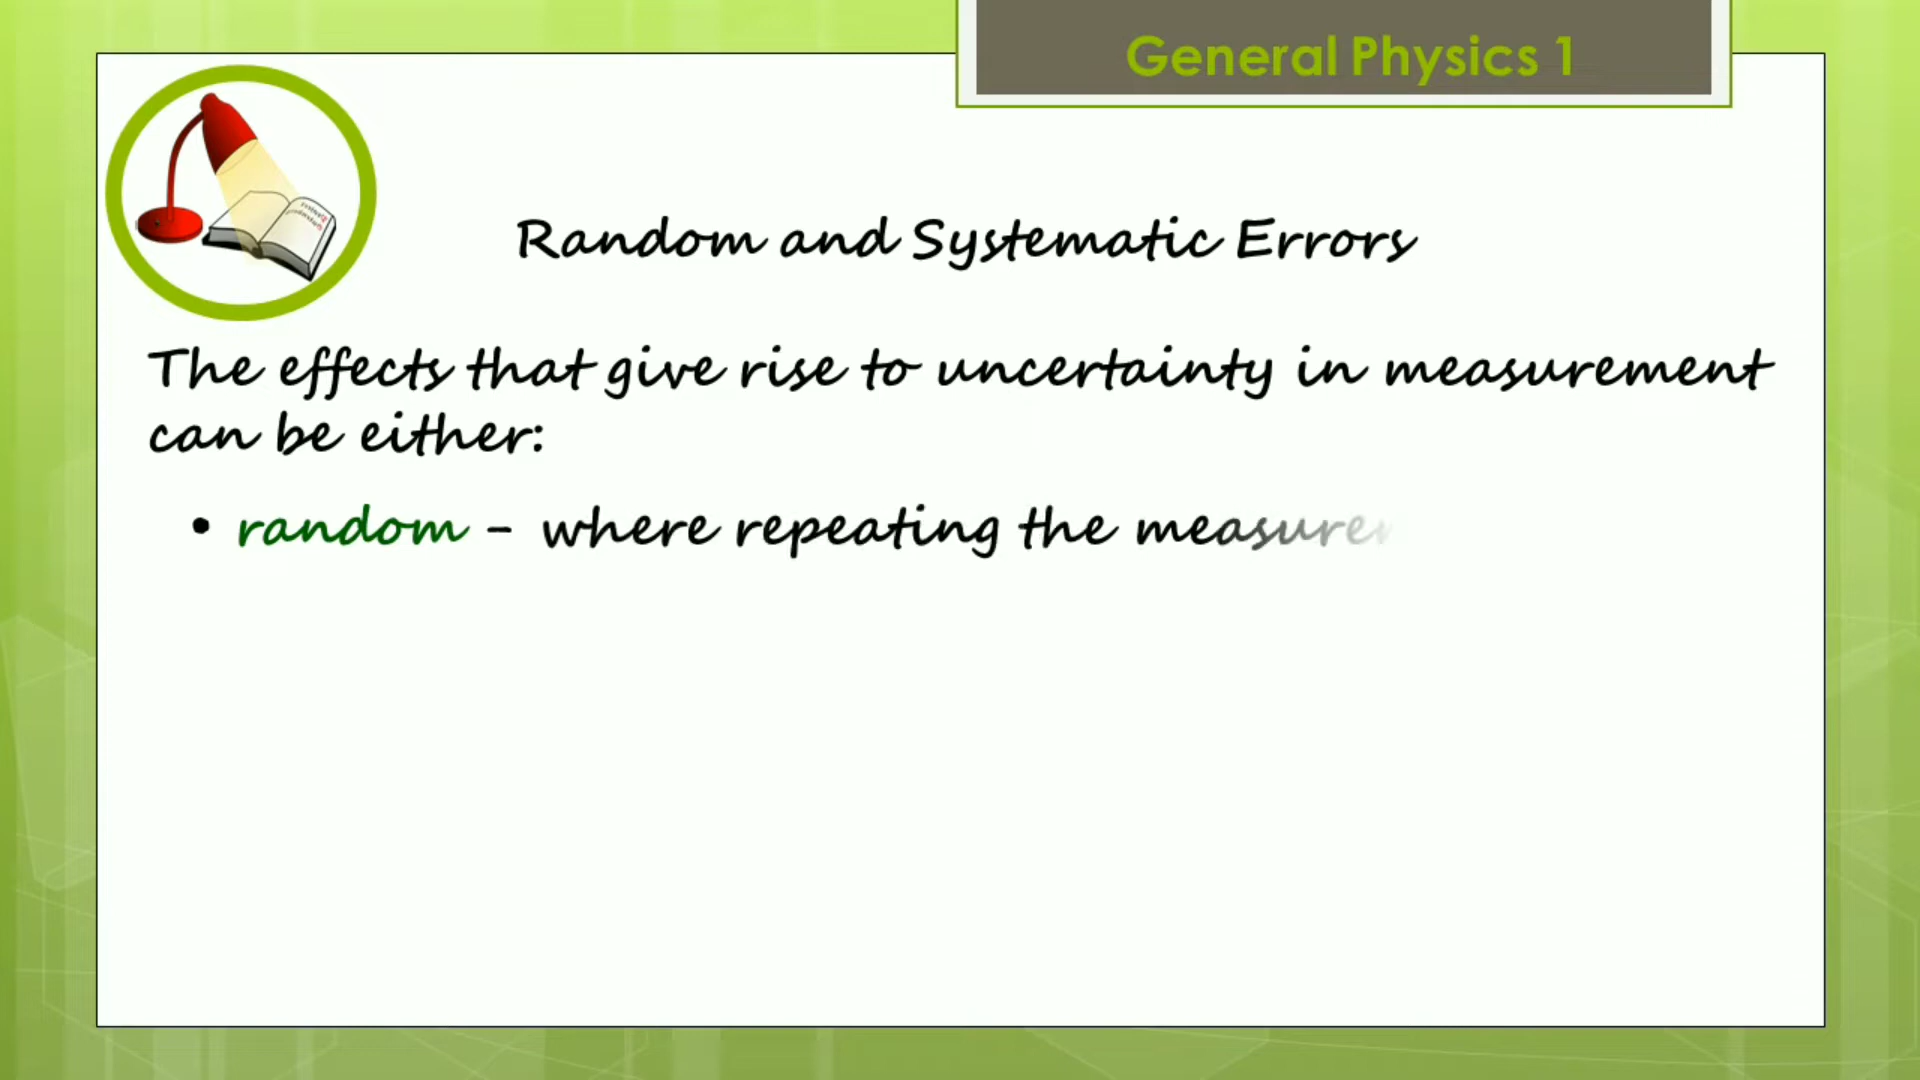 General Physics 1
Random and Systematic Errors
The effects that give rise to uncertainty in measurement
can be either:
• random - where repeating the measurem